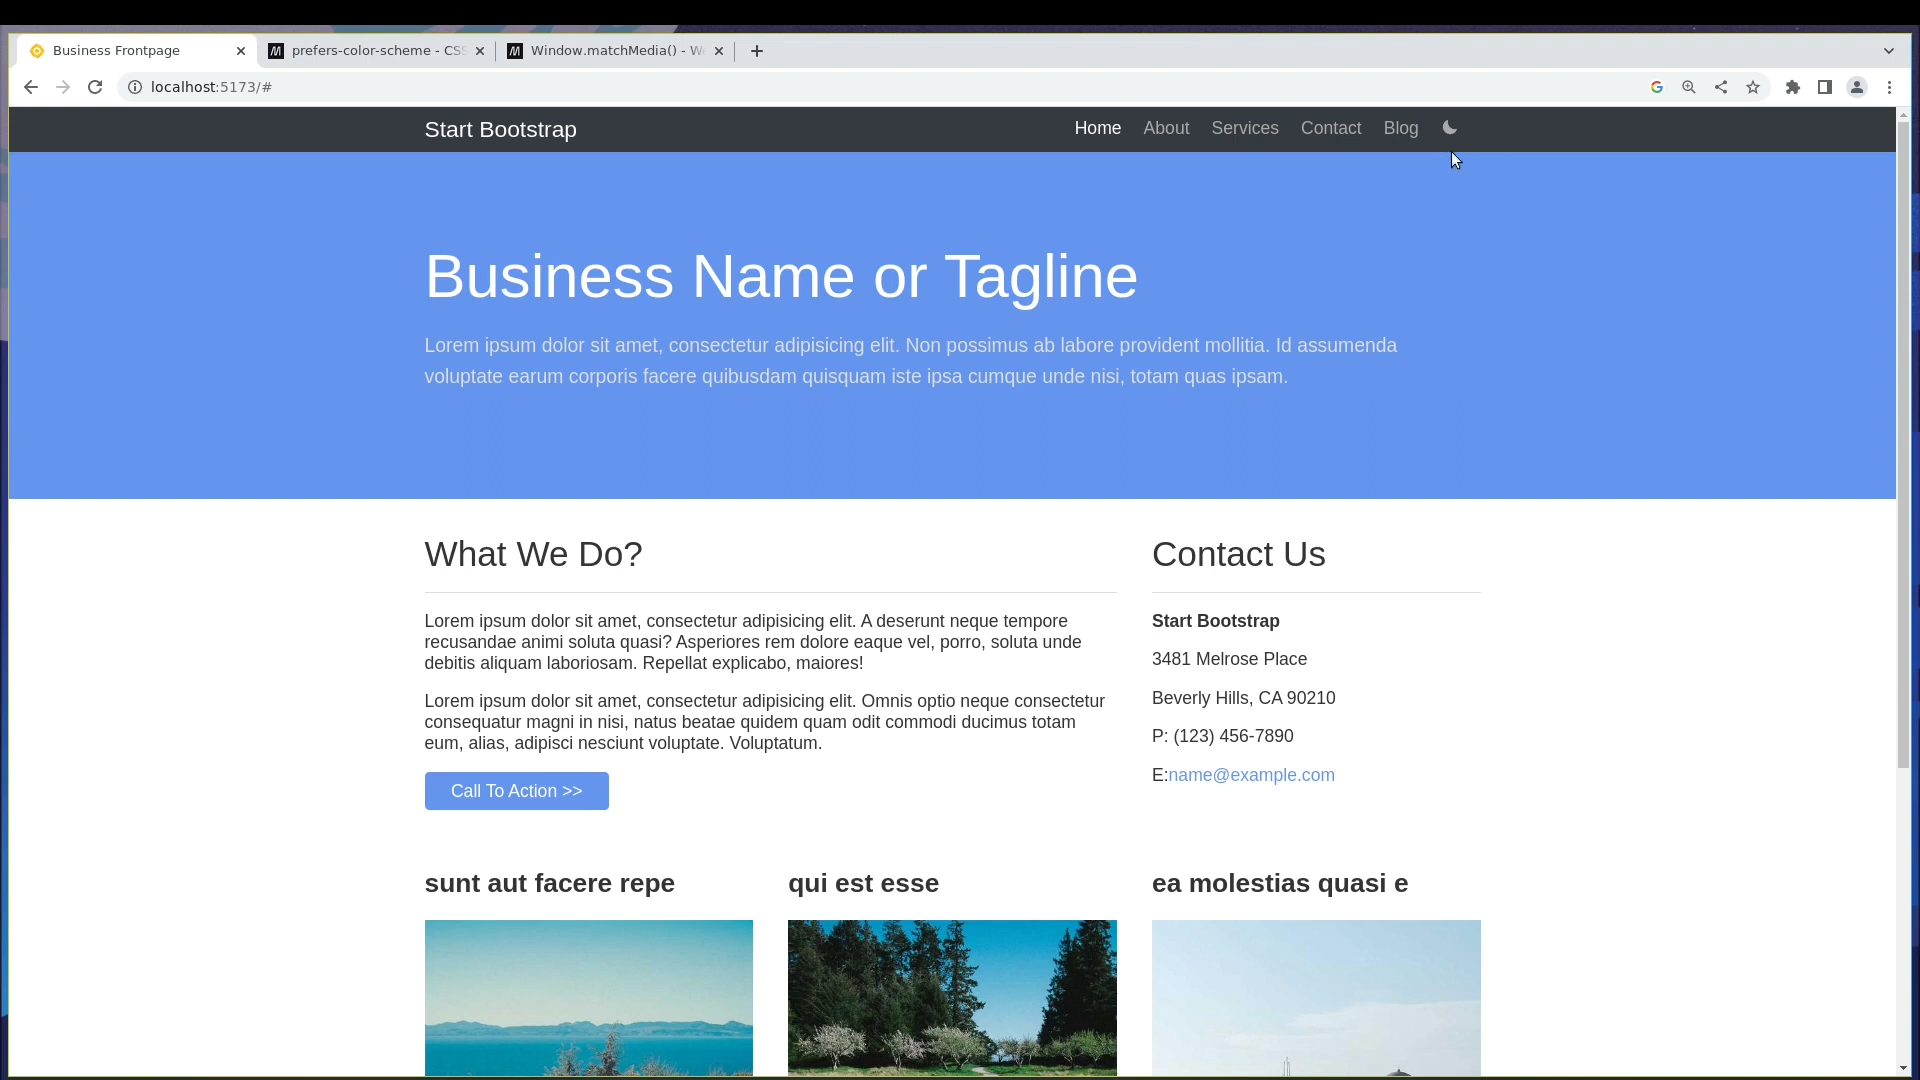 Business Frontpage
prefers-color-scheme - CSS
Window.matchMedia() - We
localhost:5173/#
Start Bootstrap
Home
About
Services
Contact
Blog
Business Name or Tagline
Lorem ipsum dolor sit amet, consectetur adipisicing elit. Non possimus ab labore provident mollitia. Id assumenda
voluptate earum corporis facere quibusdam quisquam iste ipsa cumque unde nisi, totam quas ipsam.
What We Do?
Lorem ipsum dolor sit amet, consectetur adipisicing elit. A deserunt neque tempore
recusandae animi soluta quasi? Asperiores rem dolore eaque vel, porro, soluta unde
debitis aliquam laboriosam. Repellat explicabo, maiores!
Lorem ipsum dolor sit amet, consectetur adipisicing elit. Omnis optio neque consectetur
consequatur magni in nisi, natus beatae quidem quam odit commodi ducimus totam
eum, alias, adipisci nesciunt voluptate. Voluptatum.
Call To Action >>
Contact Us
Start Bootstrap
3481 Melrose Place
Beverly Hills, CA 90210
P: (123) 456-7890
E:name@example.com
sunt aut facere repe
qui est esse
ea molestias quasi e